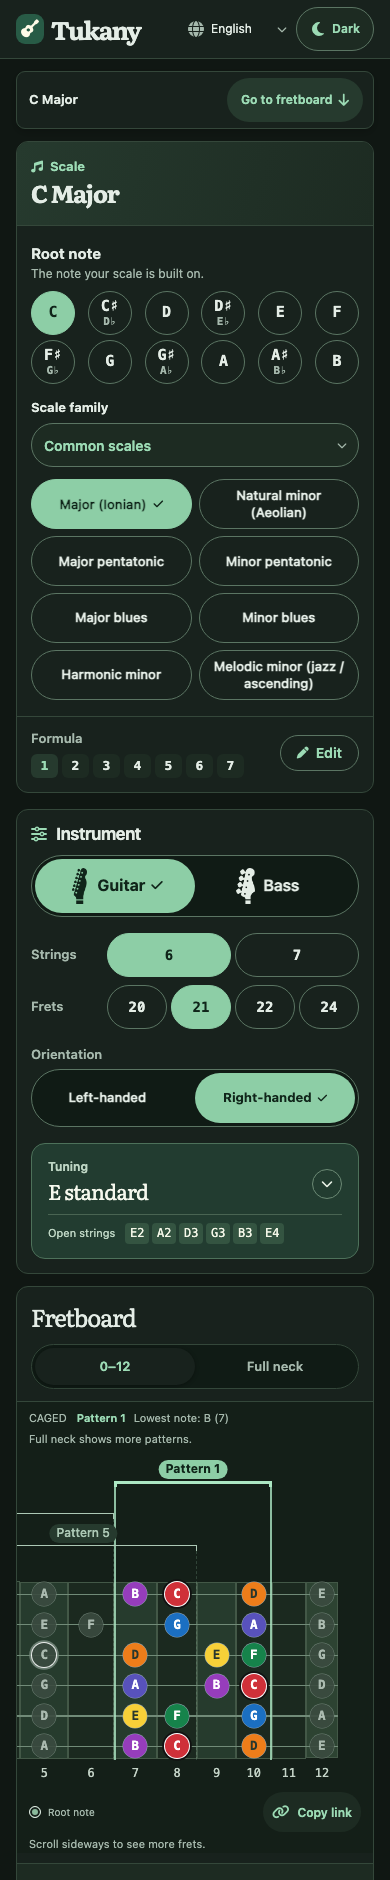 Tukany
English
Dark
C Major
Go to fretboard ↓
Scale
C Major
Root note
The note your scale is built on.
C C♯ D D♯ E F
D♭ E♭
F♯ G G♯ A A♯ B
G♭ A♭ B♭
Scale family
Common scales
Major (Ionian) ✓
Natural minor
(Aeolian)
Major pentatonic
Minor pentatonic
Major blues
Minor blues
Harmonic minor
Melodic minor (jazz /
ascending)
Formula
1 2 3 4 5 6 7
Edit
Instrument
Guitar ✓
Bass
Strings 6 7
Frets 20 21 22 24
Orientation
Left-handed
Right-handed ✓
Tuning
E standard
Open strings E2 A2 D3 G3 B3 E4
Fretboard
0–12
Full neck
CAGED Pattern 1 Lowest note: B (7)
Full neck shows more patterns.
Pattern 1
Pattern 5
A B C D E
E F G A B
C D E F G
G A B C D
D E F G A
A B C D E
5 6 7 8 9 10 11 12
Root note
Copy link
Scroll sideways to see more frets.